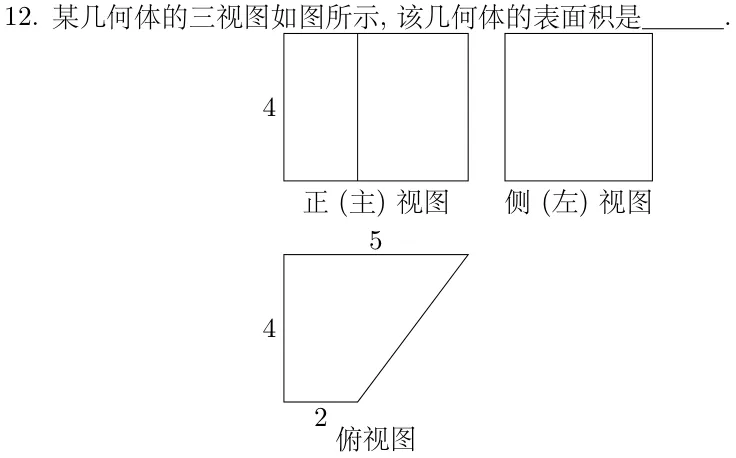 12. 某几何体的三视图如图所示, 该几何体的表面积是______.
4
正 (主) 视图 侧 (左) 视图
5
4
2
俯视图